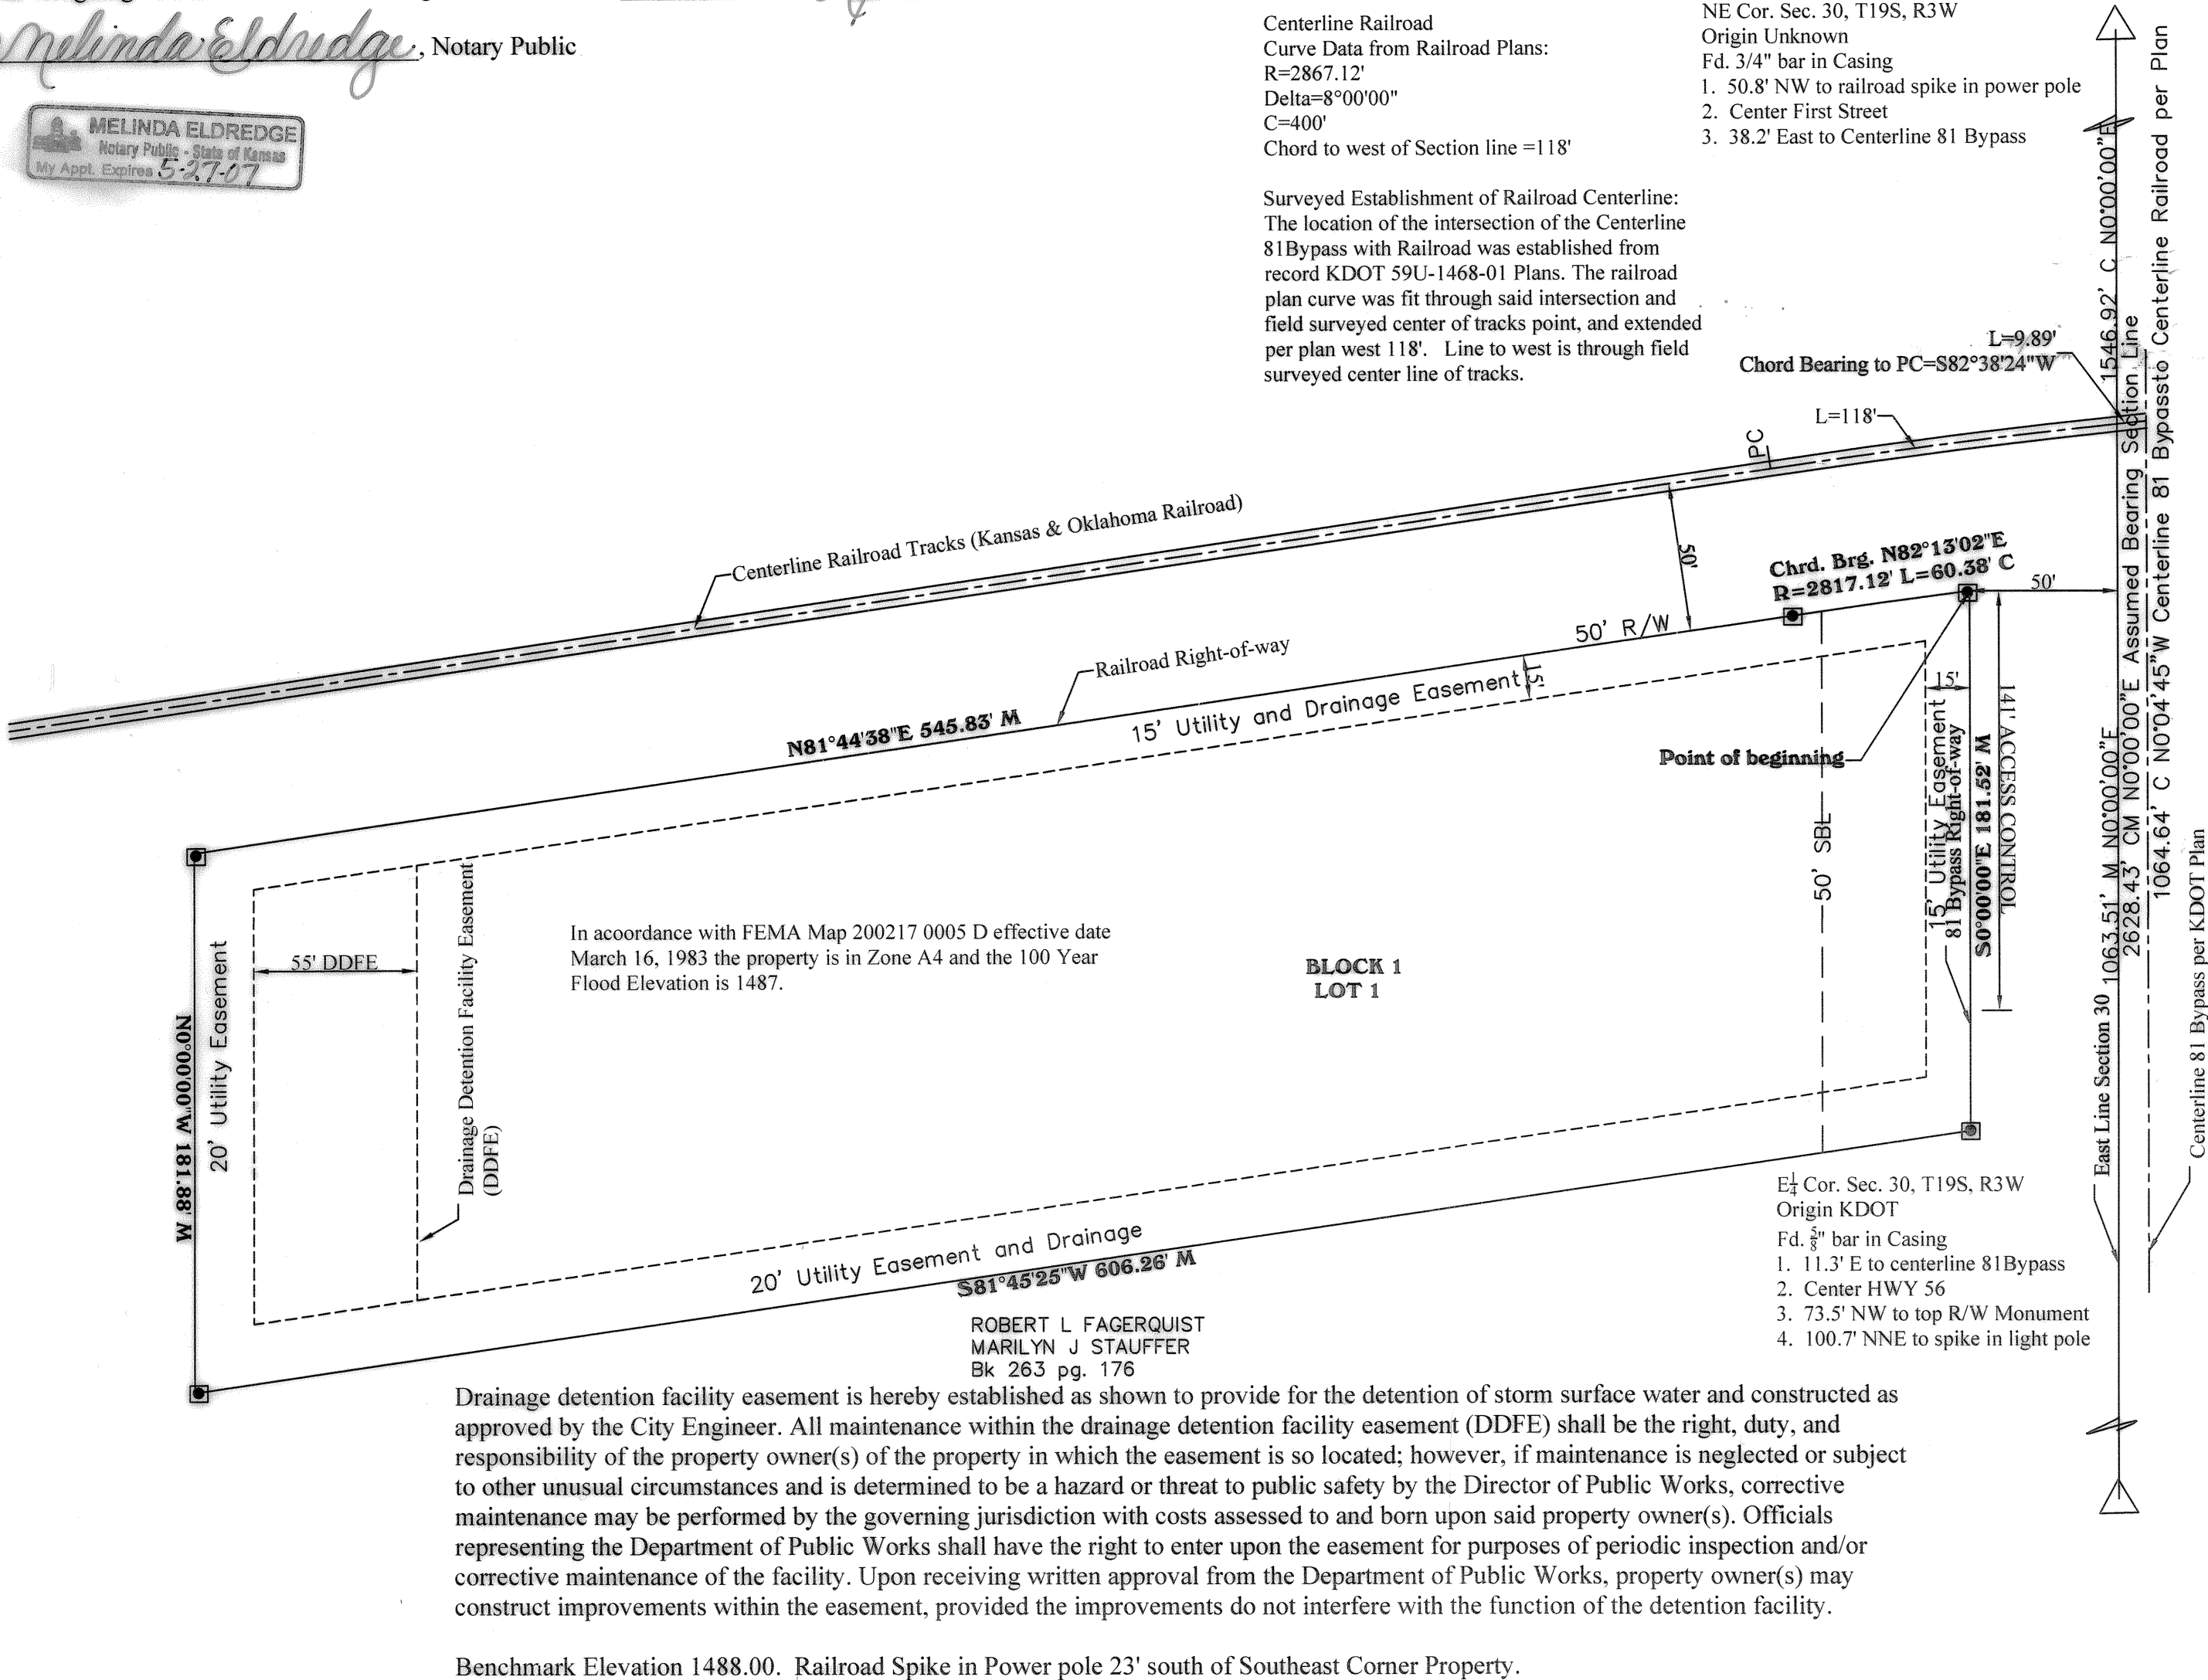 Melinda Eldredge, Notary Public
MELINDA ELDREDGE
Notary Public - State of Kansas
My Appt. Expires 5-27-07
Centerline Railroad
Curve Data from Railroad Plans:
R=2867.12'
Delta=8°00'00"
C=400'
Chord to west of Section line =118'
Surveyed Establishment of Railroad Centerline:
The location of the intersection of the Centerline
81Bypass with Railroad was established from
record KDOT 59U-1468-01 Plans. The railroad
plan curve was fit through said intersection and
field surveyed center of tracks point, and extended
per plan west 118'. Line to west is through field
surveyed center line of tracks.
NE Cor. Sec. 30, T19S, R3W
Origin Unknown
Fd. 3/4" bar in Casing
1. 50.8' NW to railroad spike in power pole
2. Center First Street
3. 38.2' East to Centerline 81 Bypass
1546.92' C N0°00'00"E
L=9.89'
Chord Bearing to PC=S82°38'24"W
L=118'
PC
Centerline Railroad Tracks (Kansas & Oklahoma Railroad)
50'
Chrd. Brg. N82°13'02"E
R=2817.12' L=60.38' C
50'
50' R/W
Railroad Right-of-way
N81°44'38"E 545.83' M
15' Utility and Drainage Easement
15'
15'
Point of beginning
50' SBL
15' Utility Easement
81 Bypass Right-of-way
S0°00'00"E 181.52' M
141' ACCESS CONTROL
East Line Section 30
1063.51' M N0°00'00"E
2628.43' CM N0°00'00"E Assumed Bearing Section Line
1064.64' C N0°04'45"W Centerline 81 Bypassto Centerline Railroad per Plan
Centerline 81 Bypass per KDOT Plan
N0°00'00"W 181.88' M
20' Utility Easement
55' DDFE
Drainage Detention Facility Easement
(DDFE)
In acoordance with FEMA Map 200217 0005 D effective date
March 16, 1983 the property is in Zone A4 and the 100 Year
Flood Elevation is 1487.
BLOCK 1
LOT 1
20' Utility Easement and Drainage
S81°45'25"W 606.26' M
ROBERT L FAGERQUIST
MARILYN J STAUFFER
Bk 263 pg. 176
E1/4 Cor. Sec. 30, T19S, R3W
Origin KDOT
Fd. 5/8" bar in Casing
1. 11.3' E to centerline 81Bypass
2. Center HWY 56
3. 73.5' NW to top R/W Monument
4. 100.7' NNE to spike in light pole
Drainage detention facility easement is hereby established as shown to provide for the detention of storm surface water and constructed as
approved by the City Engineer. All maintenance within the drainage detention facility easement (DDFE) shall be the right, duty, and
responsibility of the property owner(s) of the property in which the easement is so located; however, if maintenance is neglected or subject
to other unusual circumstances and is determined to be a hazard or threat to public safety by the Director of Public Works, corrective
maintenance may be performed by the governing jurisdiction with costs assessed to and born upon said property owner(s). Officials
representing the Department of Public Works shall have the right to enter upon the easement for purposes of periodic inspection and/or
corrective maintenance of the facility. Upon receiving written approval from the Department of Public Works, property owner(s) may
construct improvements within the easement, provided the improvements do not interfere with the function of the detention facility.
Benchmark Elevation 1488.00. Railroad Spike in Power pole 23' south of Southeast Corner Property.